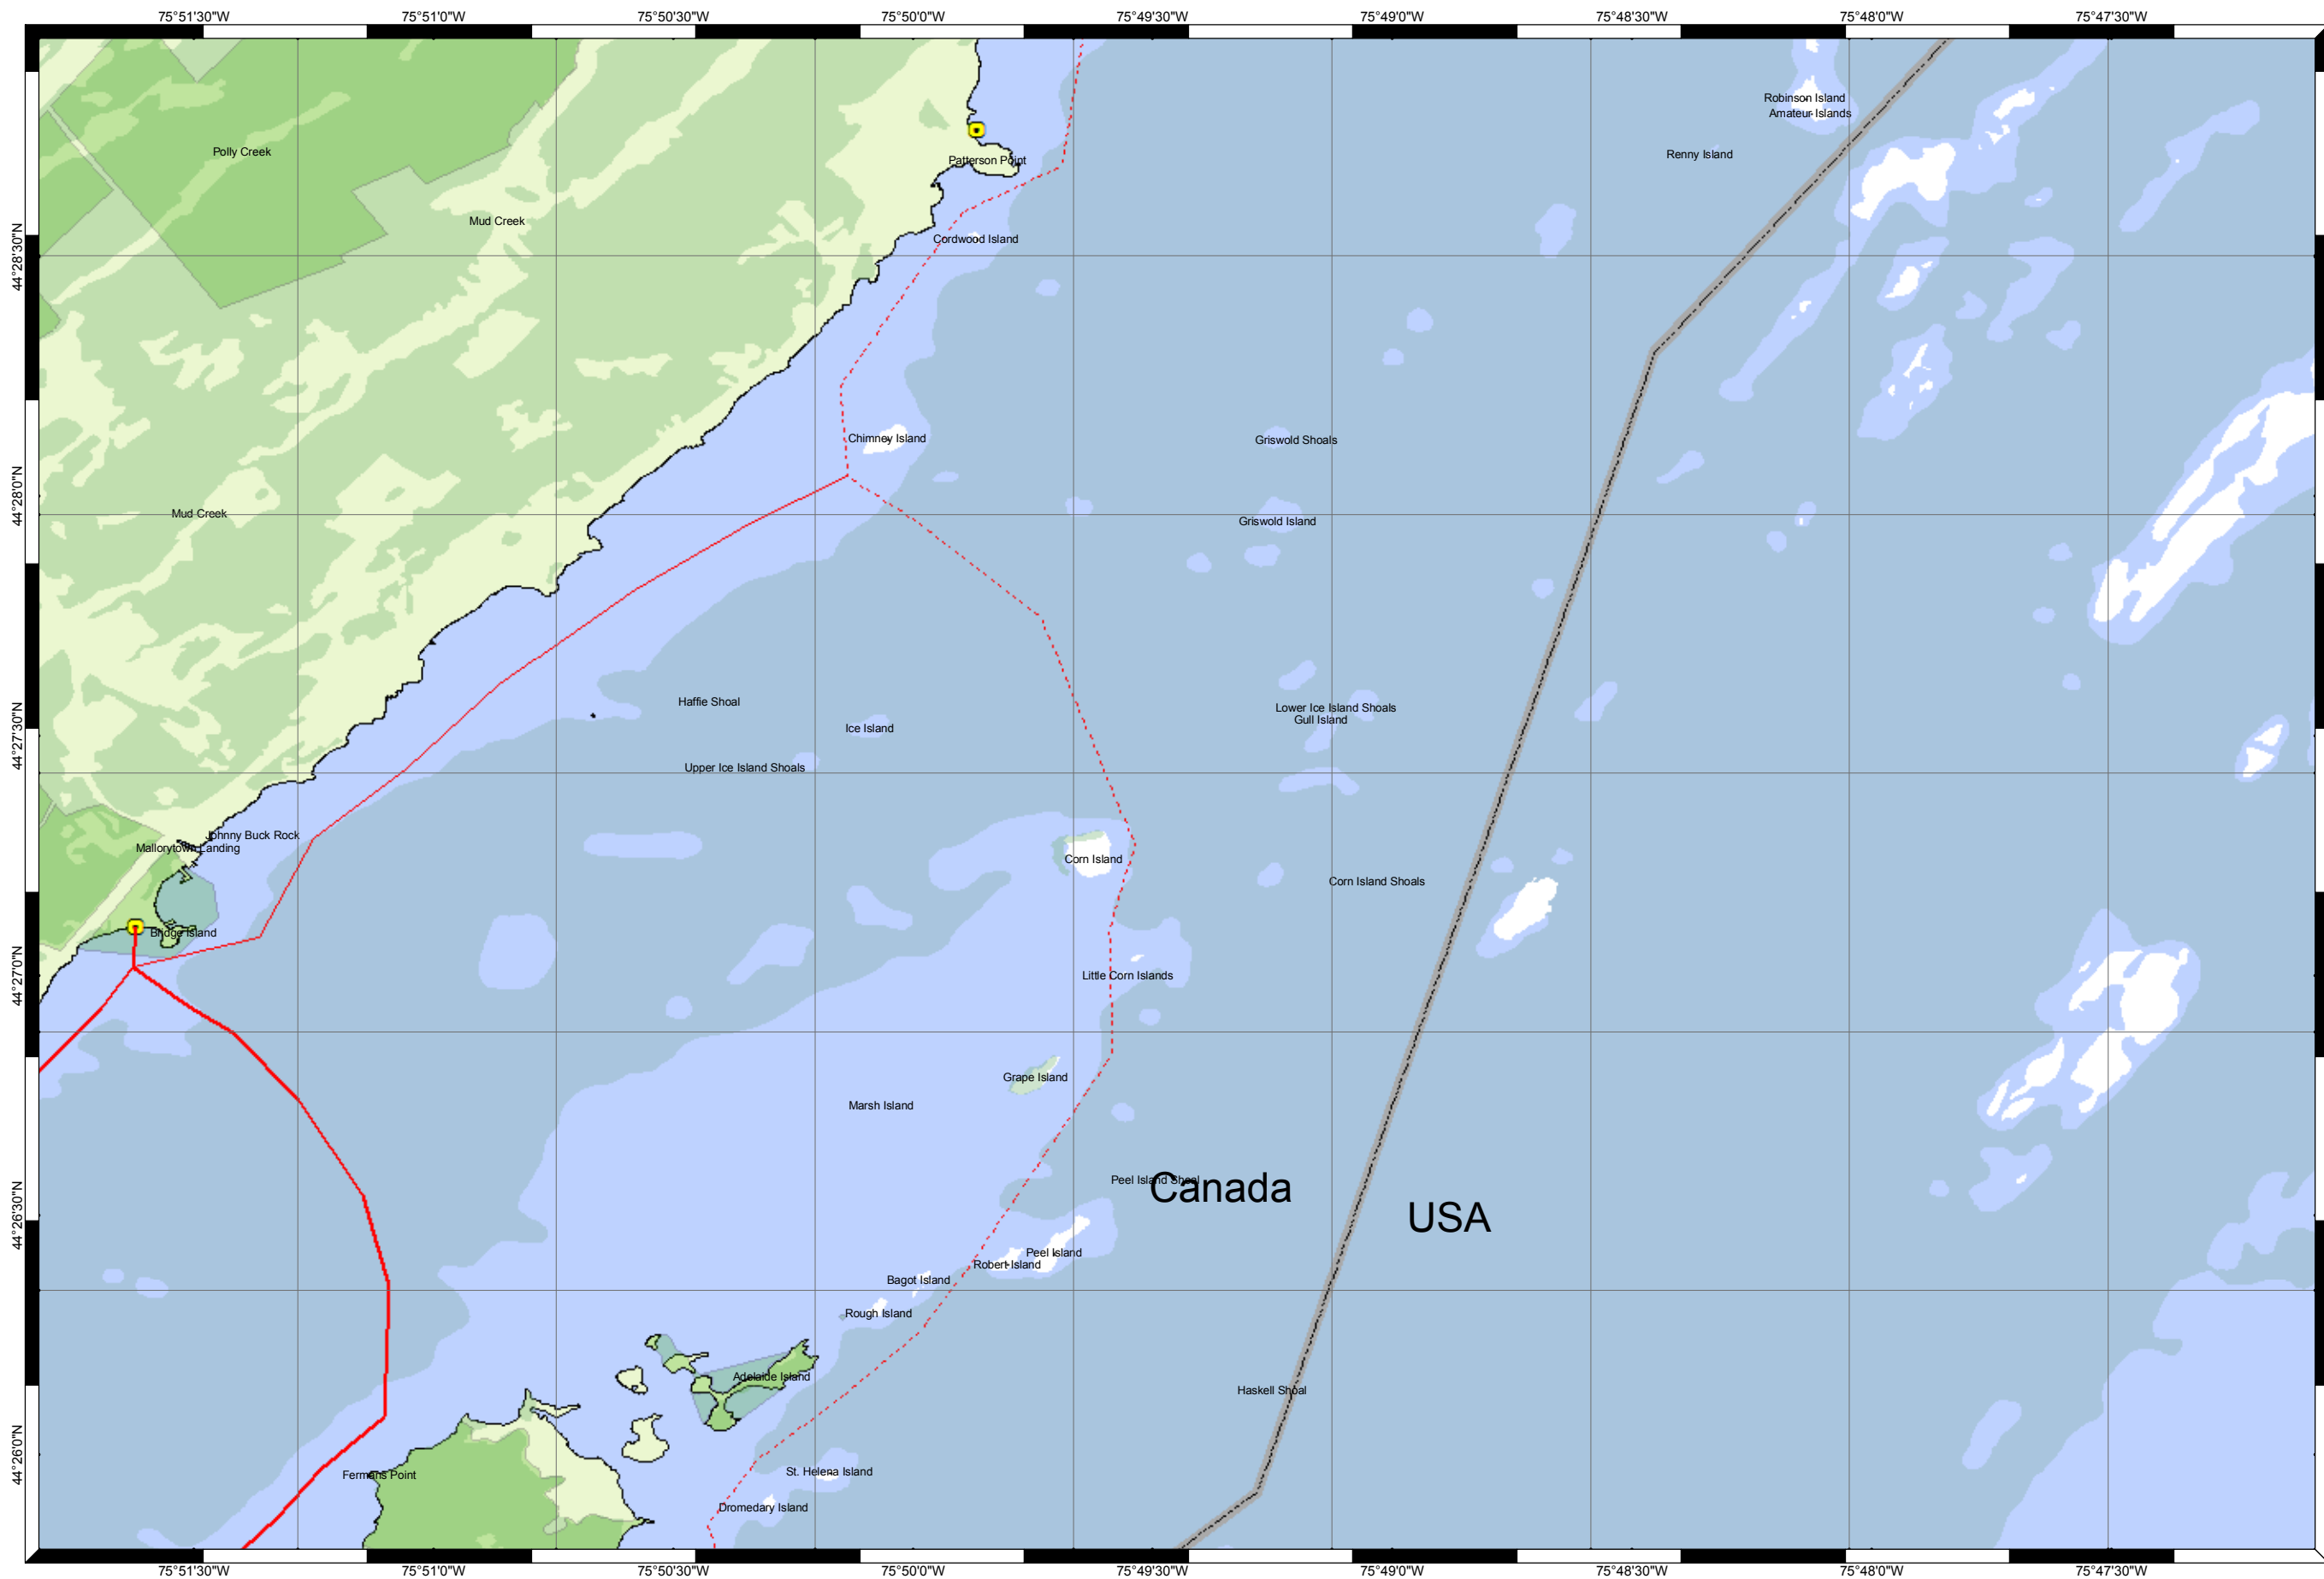 75°51'30"W 75°51'0"W 75°50'30"W 75°50'0"W 75°49'30"W 75°49'0"W 75°48'30"W 75°48'0"W 75°47'30"W
Robinson Island
Amateur Islands
Polly Creek
Renny Island
Patterson Point
Mud Creek
Cordwood Island
44°28'30"N
Chimney Island
Griswold Shoals
44°28'0"N
Mud Creek
Griswold Island
Haffie Shoal
Lower Ice Island Shoals
Gull Island
Ice Island
44°27'30"N
Upper Ice Island Shoals
Johnny Buck Rock
Mallorytown Landing
Corn Island
Corn Island Shoals
Bridge Island
44°27'0"N
Little Corn Islands
Grape Island
Marsh Island
Peel Island Shoal
Canada
USA
44°26'30"N
Peel Island
Robert Island
Bagot Island
Rough Island
Adelaide Island
Haskell Shoal
44°26'0"N
St. Helena Island
Fermans Point
Dromedary Island
75°51'30"W 75°51'0"W 75°50'30"W 75°50'0"W 75°49'30"W 75°49'0"W 75°48'30"W 75°48'0"W 75°47'30"W